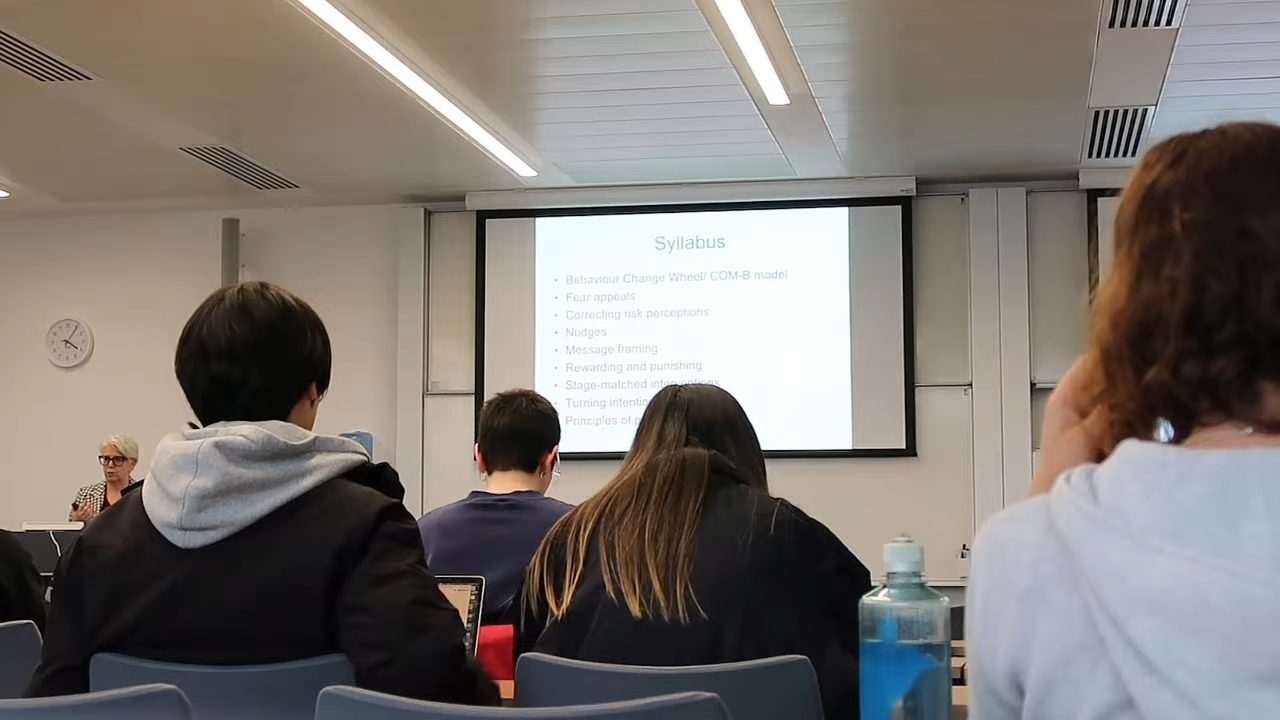 Syllabus
• Behaviour Change Wheel/ COM-B model
• Fear appeals
• Correcting risk perceptions
• Nudges
• Message framing
• Rewarding and punishing
• Stage-matched interventions
• Turning
• Principles of